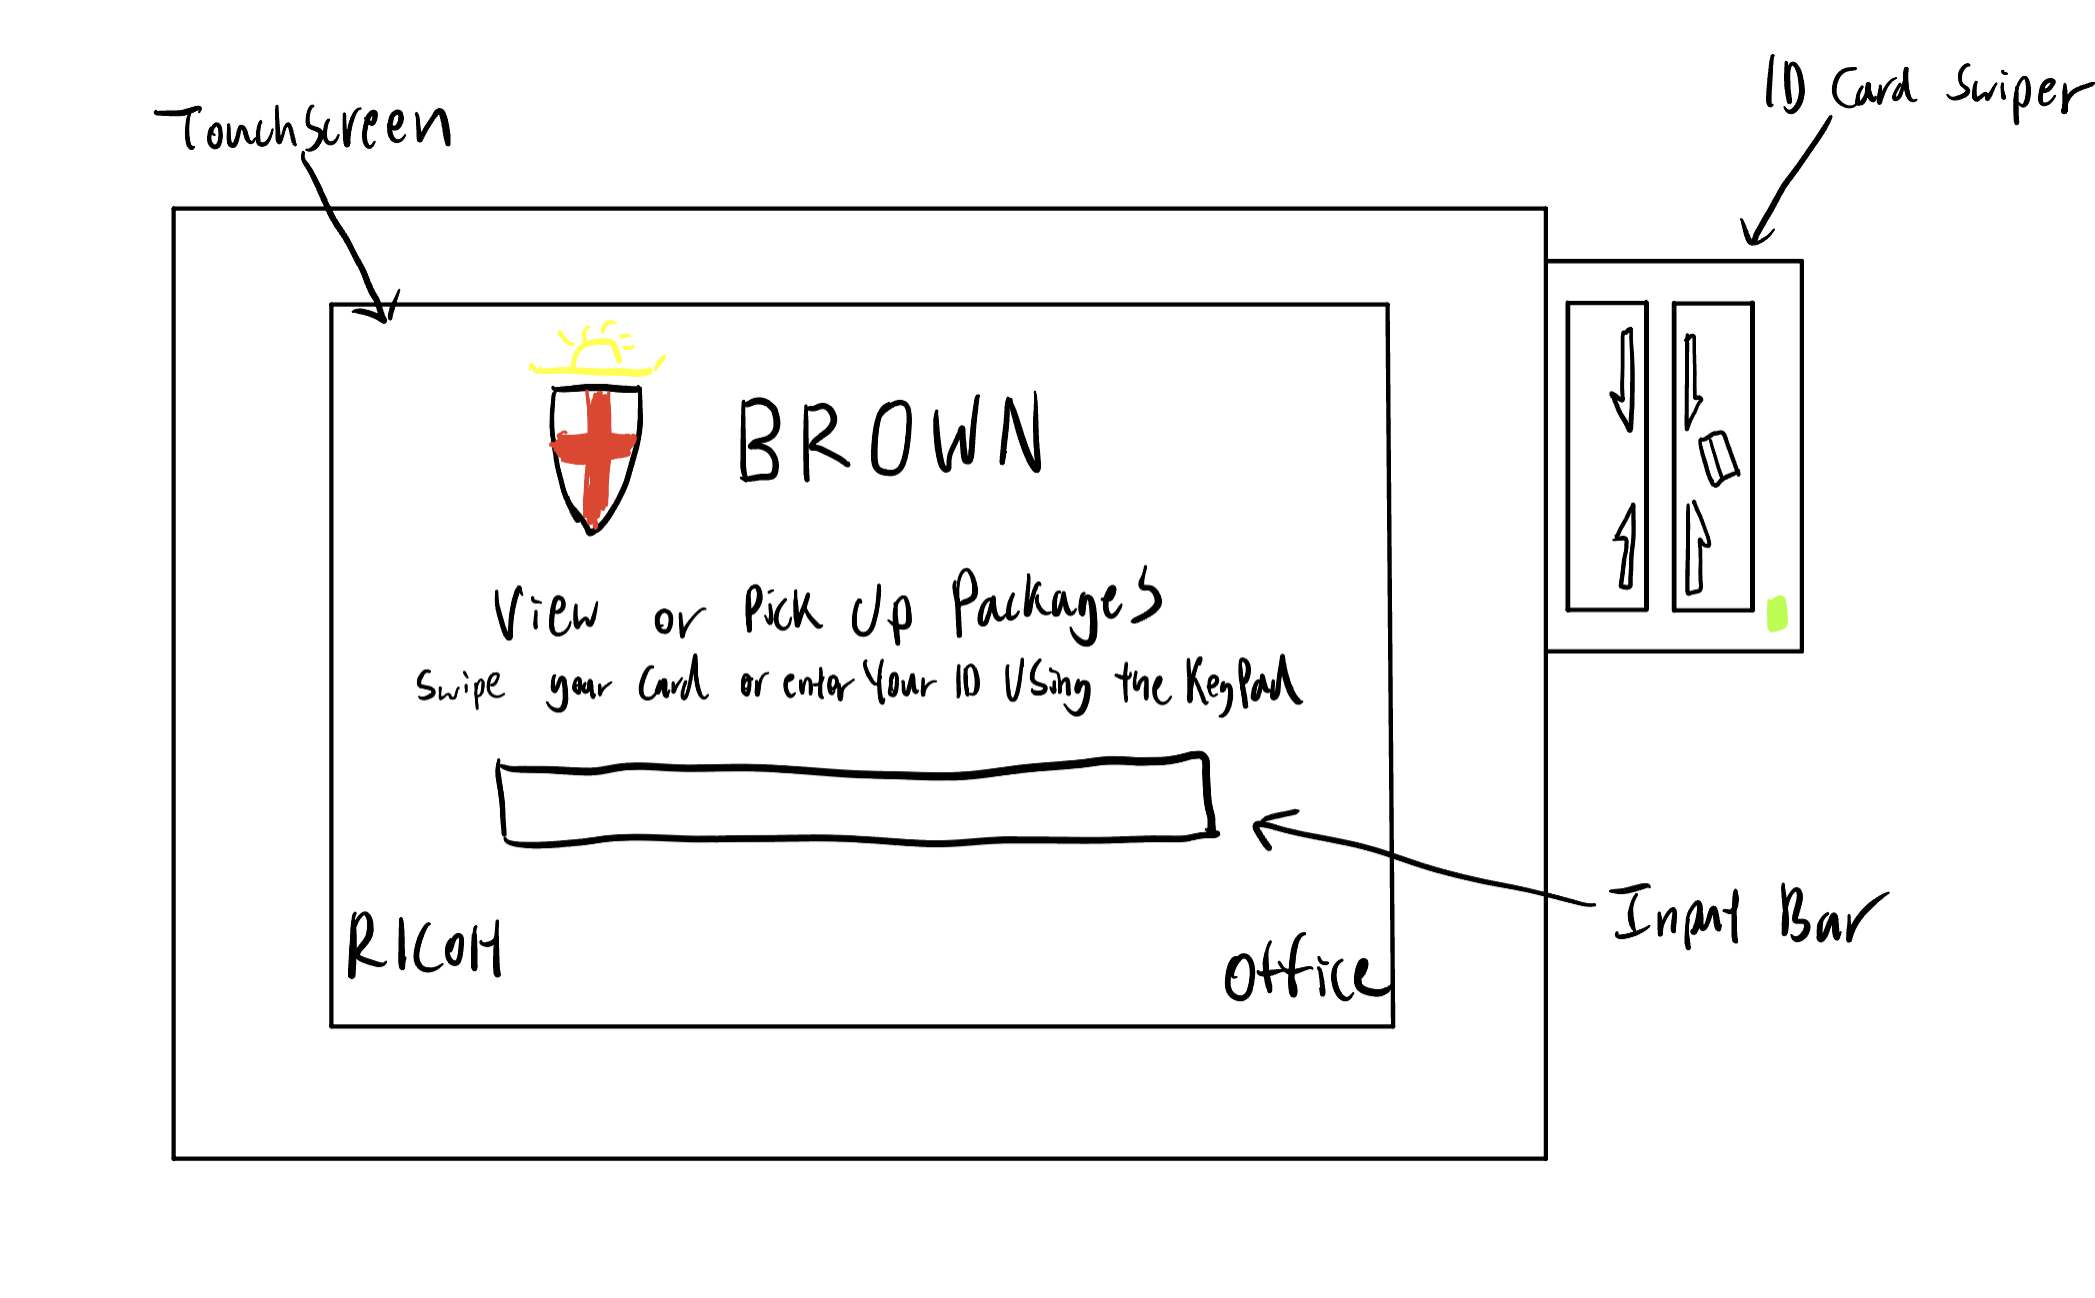 ID Card Swiper
Touchscreen
BROWN
View or Pick Up Packages
Swipe your Card or enter Your ID Using the KeyPad
Input Bar
RICOH
Office